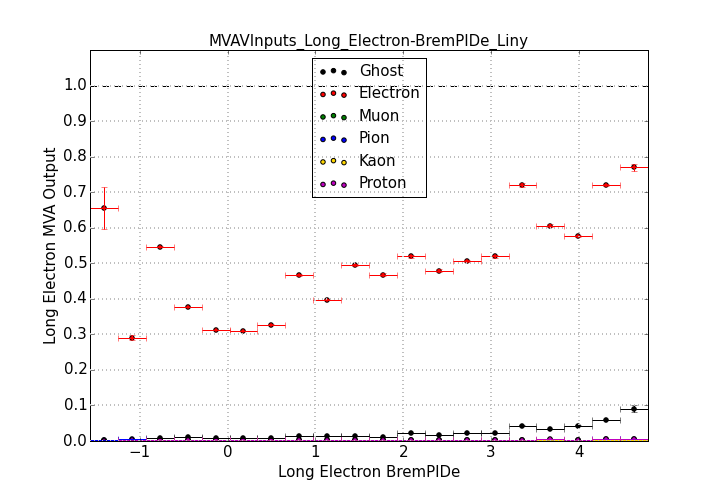 MVAVInputs_Long_Electron-BremPIDe_Liny
Ghost
Electron
Muon
Pion
Kaon
Proton
Long Electron MVA Output
1.0
0.9
0.8
0.7
0.6
0.5
0.4
0.3
0.2
0.1
0.0
−1 0 1 2 3 4
Long Electron BremPIDe